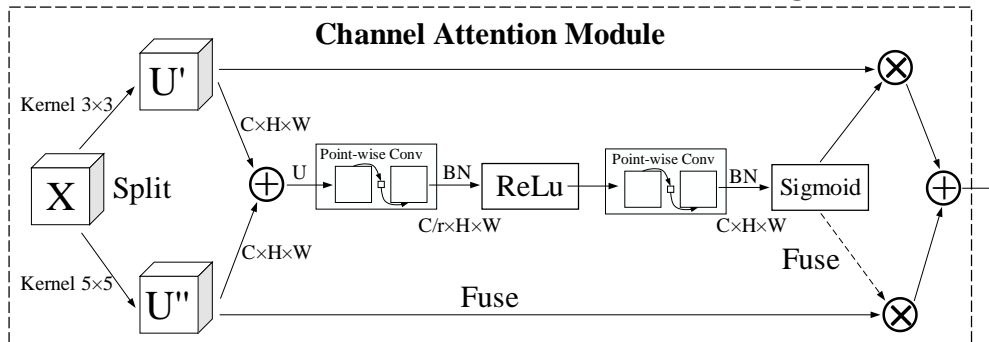 Channel Attention Module
U'
Kernel 3×3
C×H×W
Point-wise Conv
Point-wise Conv
X
Split
U
BN
ReLu
BN
Sigmoid
C/r×H×W
C×H×W
C×H×W
Kernel 5×5
Fuse
U"
Fuse